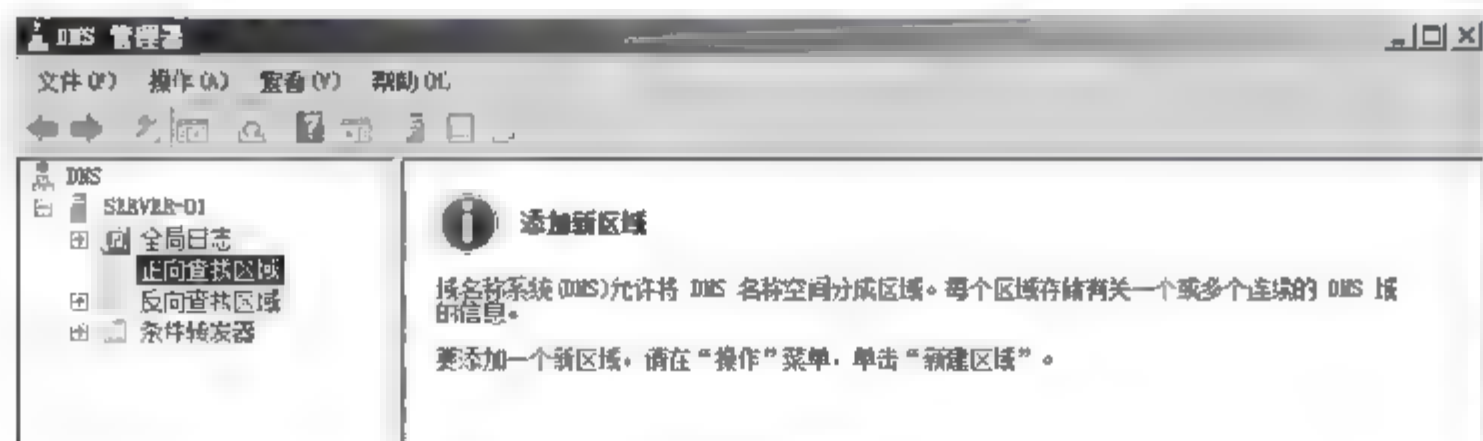 DNS 管理器
文件(F) 操作(A) 查看(V) 帮助(H)
DNS
SERVER-01
全局日志
正向查找区域
反向查找区域
条件转发器
添加新区域
域名称系统(DNS)允许将 DNS 名称空间分成区域。每个区域存储有关一个或多个连续的 DNS 域
的信息。
要添加一个新区域，请在“操作”菜单，单击“新建区域”。